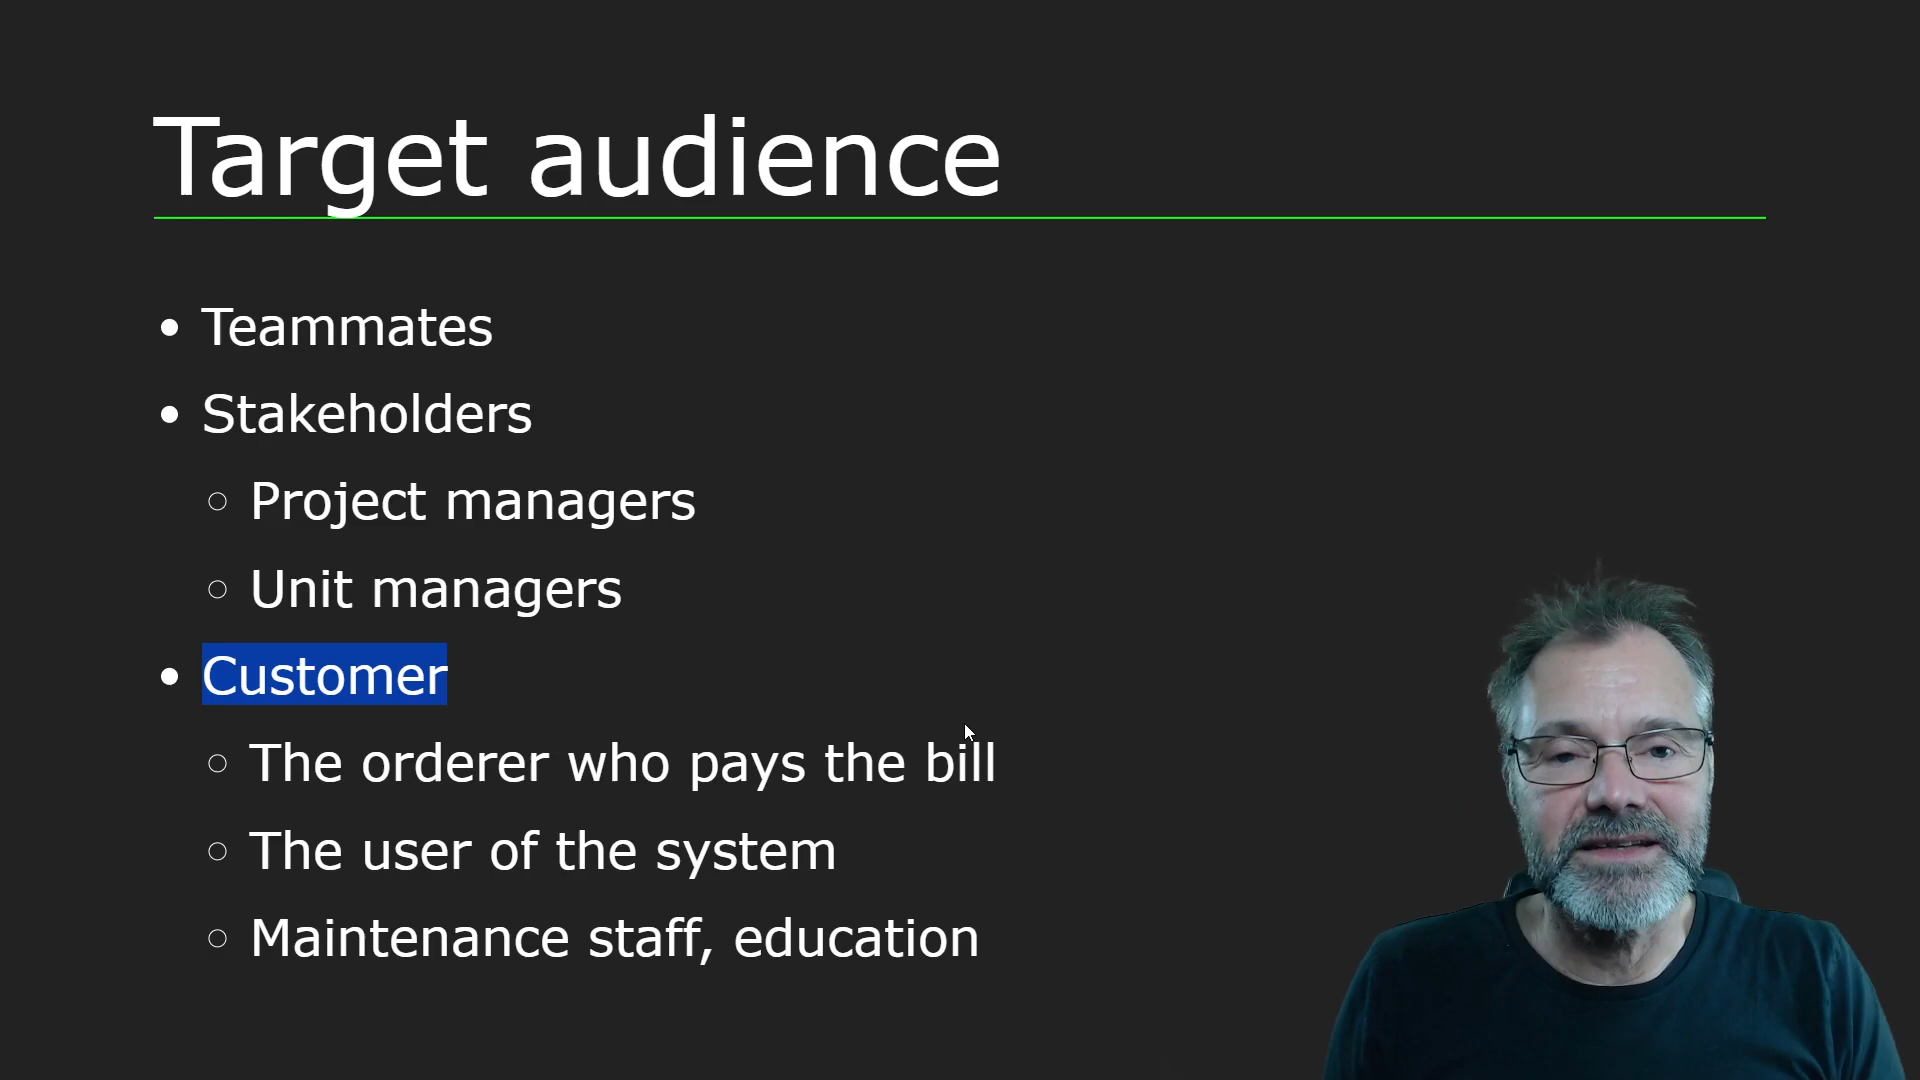 Target audience
Teammates
Stakeholders
Project managers
Unit managers
Customer
The orderer who pays the bill
The user of the system
Maintenance staff, education